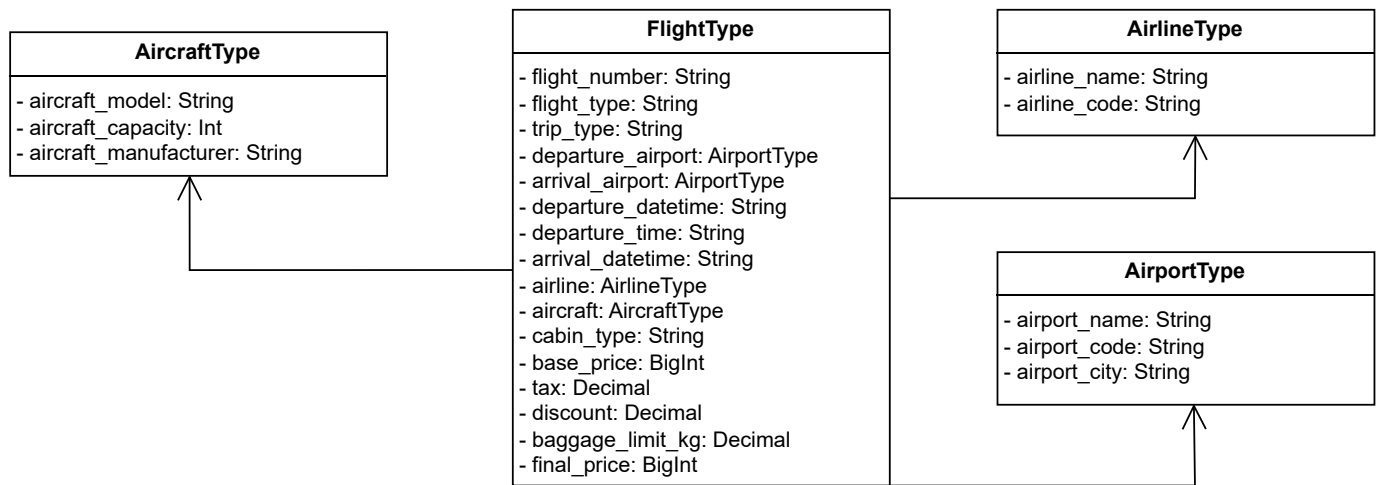 AircraftType
- aircraft_model: String
- aircraft_capacity: Int
- aircraft_manufacturer: String
FlightType
- flight_number: String
- flight_type: String
- trip_type: String
- departure_airport: AirportType
- arrival_airport: AirportType
- departure_datetime: String
- departure_time: String
- arrival_datetime: String
- airline: AirlineType
- aircraft: AircraftType
- cabin_type: String
- base_price: BigInt
- tax: Decimal
- discount: Decimal
- baggage_limit_kg: Decimal
- final_price: BigInt
AirlineType
- airline_name: String
- airline_code: String
AirportType
- airport_name: String
- airport_code: String
- airport_city: String